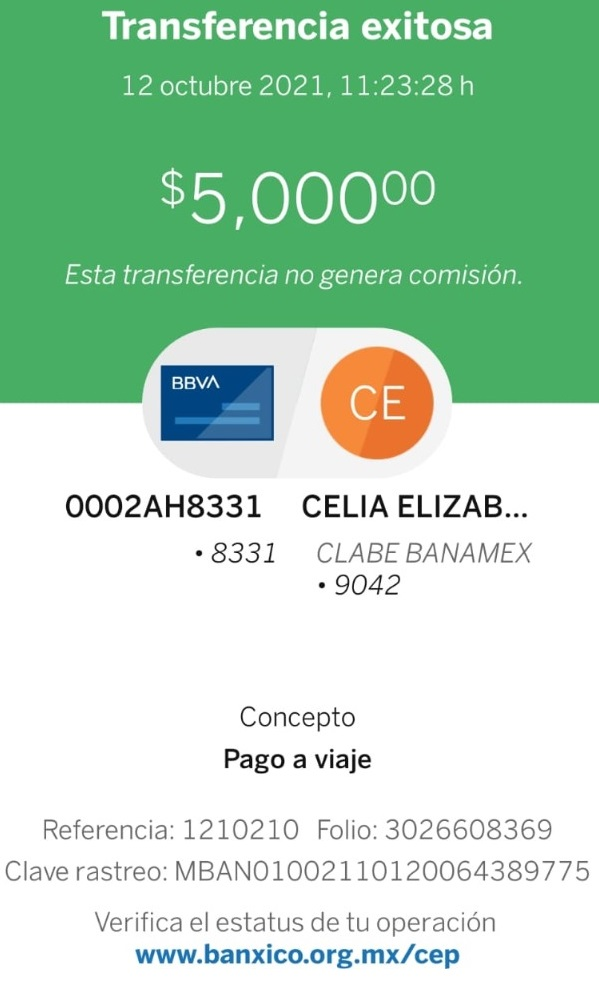 Transferencia exitosa
12 octubre 2021, 11:23:28 h
$5,00000
Esta transferencia no genera comisión.
BBVA
CE
0002AH8331 CELIA ELIZAB...
• 8331 CLABE BANAMEX
• 9042
Concepto
Pago a viaje
Referencia: 1210210 Folio: 3026608369
Clave rastreo: MBAN01002110120064389775
Verifica el estatus de tu operación
www.banxico.org.mx/cep